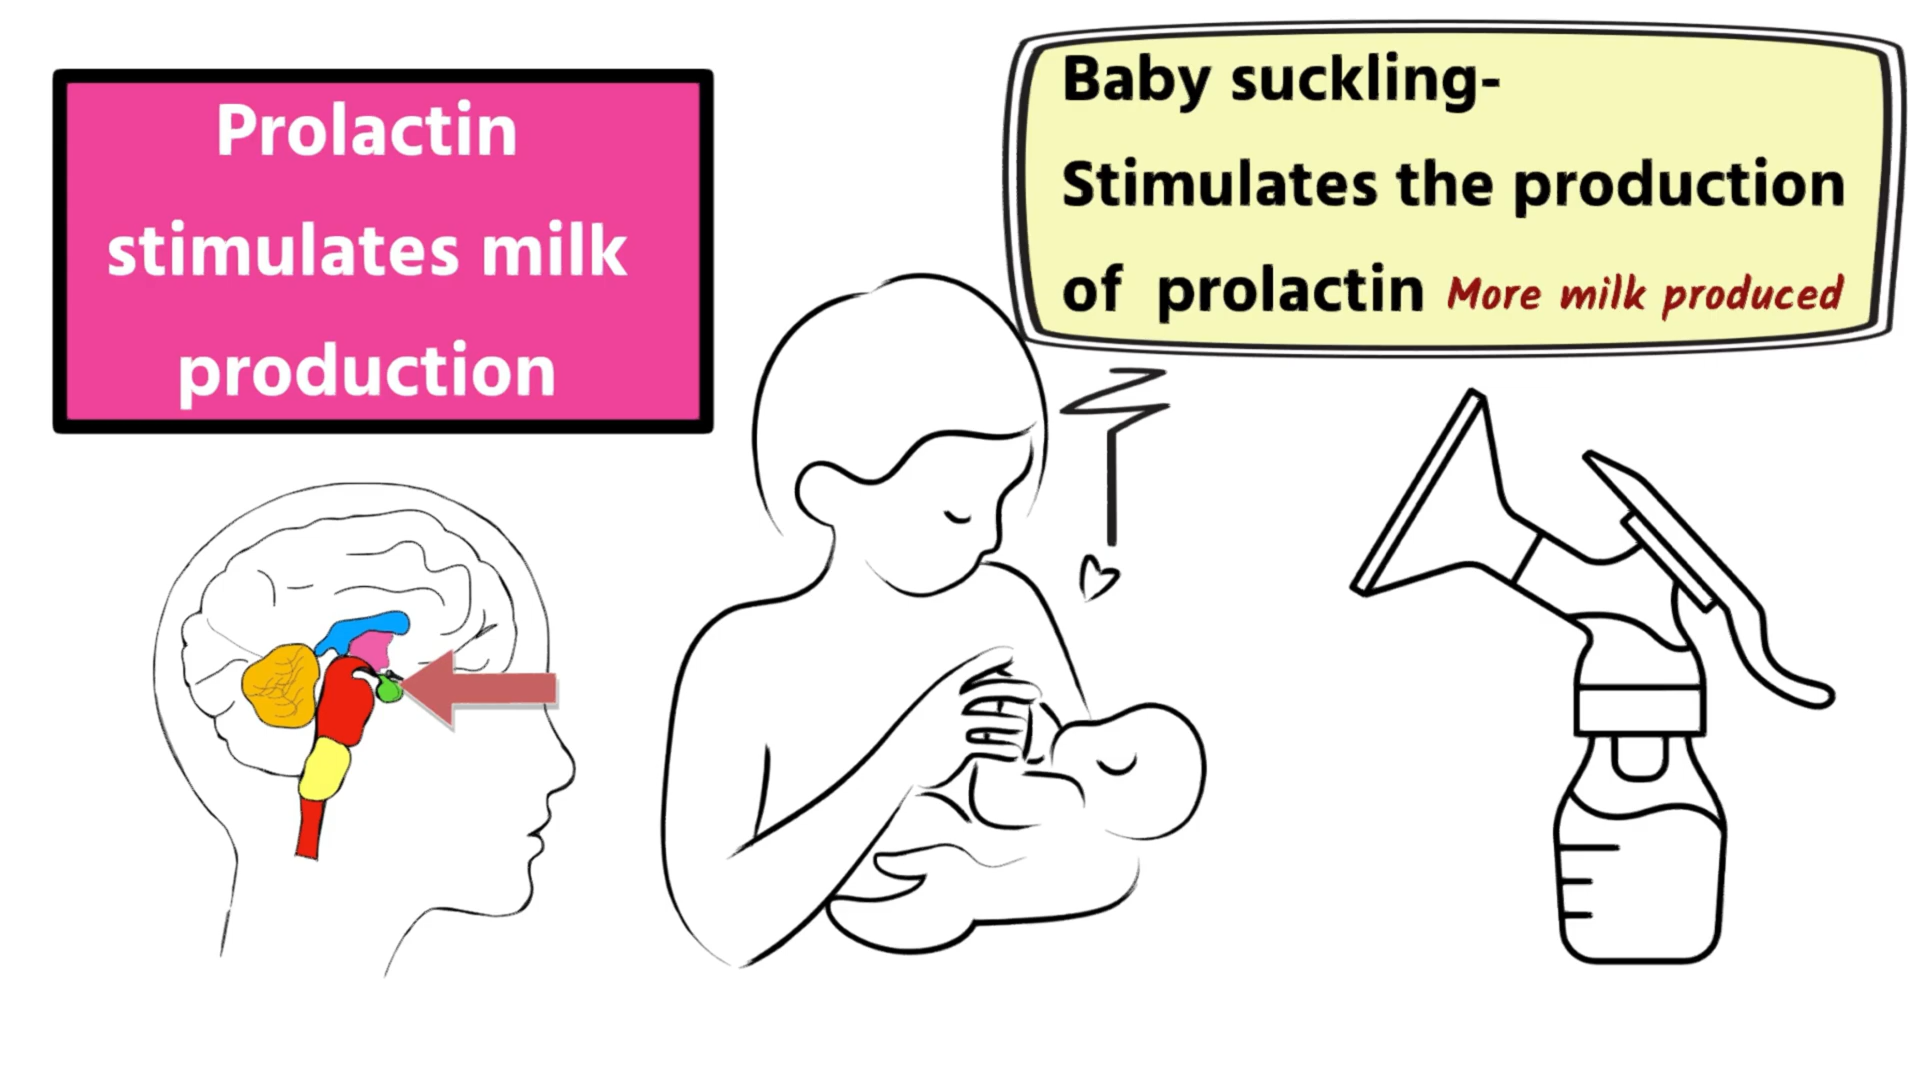 Prolactin
stimulates milk
production
Baby suckling-
Stimulates the production
of prolactin More milk produced